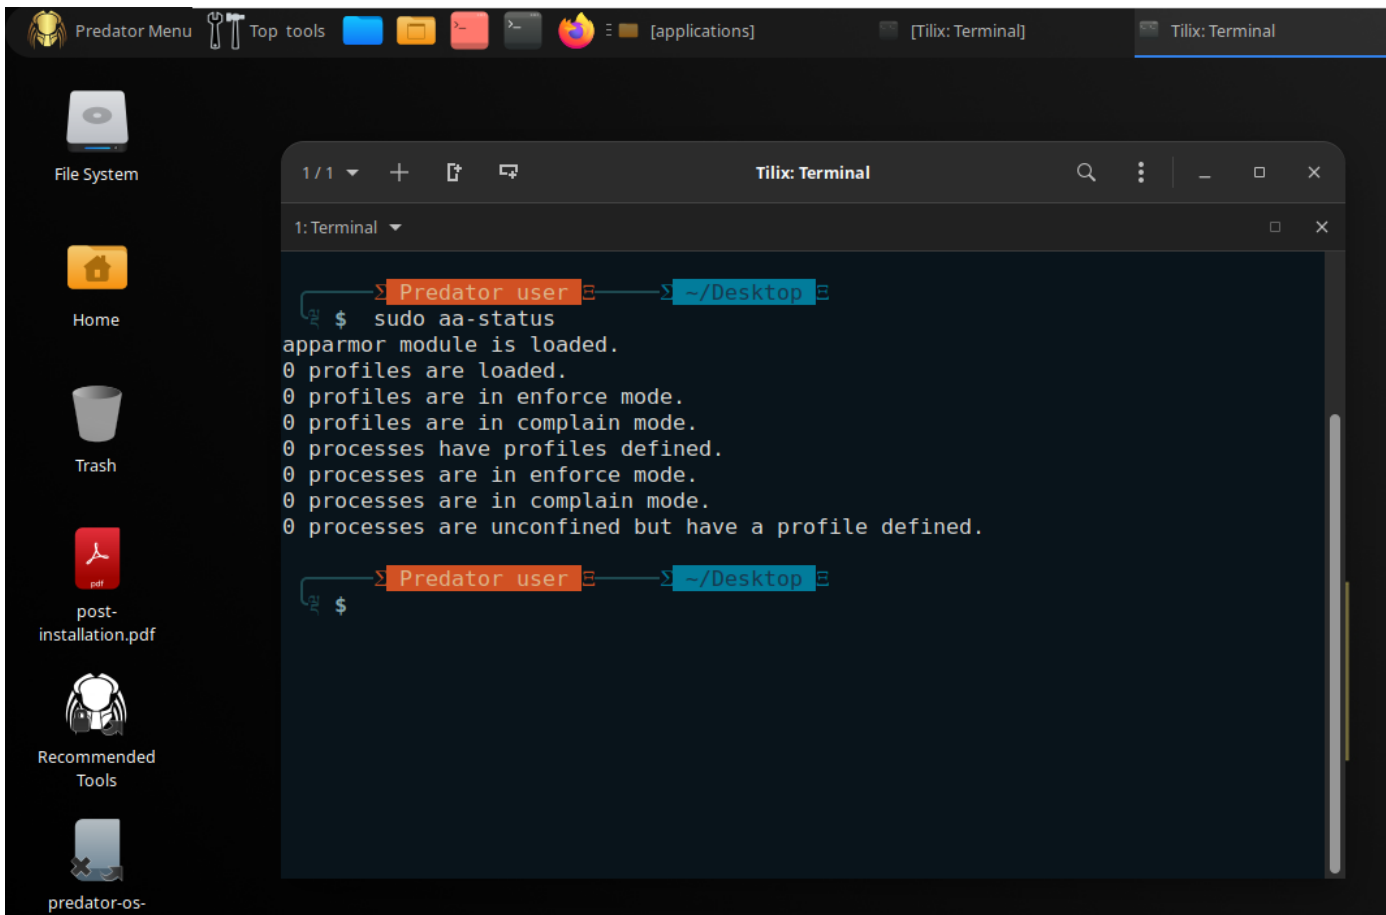 Predator Menu
Top tools
[applications]
[Tilix: Terminal]
Tilix: Terminal
File System
Home
Trash
pdf
post-
installation.pdf
Recommended
Tools
predator-os-
1 / 1
Tilix: Terminal
1: Terminal
Σ Predator user Ξ Σ ~/Desktop Ξ
$ sudo aa-status
apparmor module is loaded.
0 profiles are loaded.
0 profiles are in enforce mode.
0 profiles are in complain mode.
0 processes have profiles defined.
0 processes are in enforce mode.
0 processes are in complain mode.
0 processes are unconfined but have a profile defined.
Σ Predator user Ξ Σ ~/Desktop Ξ
$